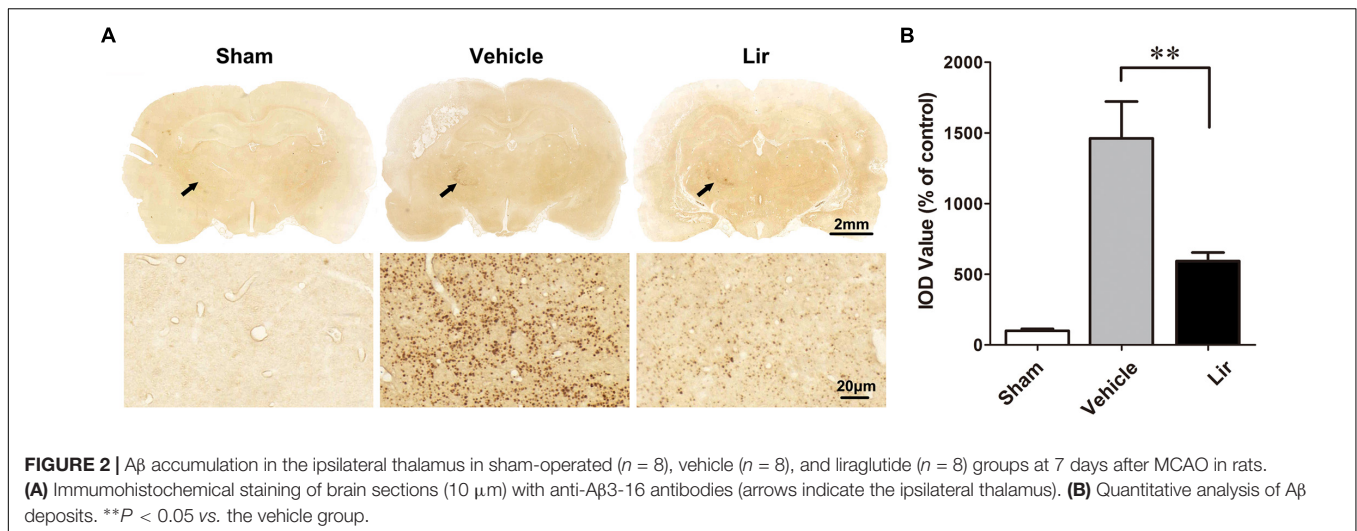 A
Sham
Vehicle
Lir
2mm
20µm
B
IOD Value (% of control)
2000
1500
1000
500
0
**
Sham
Vehicle
Lir
FIGURE 2 | Aβ accumulation in the ipsilateral thalamus in sham-operated (n = 8), vehicle (n = 8), and liraglutide (n = 8) groups at 7 days after MCAO in rats.
(A) Immumohistochemical staining of brain sections (10 µm) with anti-Aβ3-16 antibodies (arrows indicate the ipsilateral thalamus). (B) Quantitative analysis of Aβ
deposits. **P < 0.05 vs. the vehicle group.